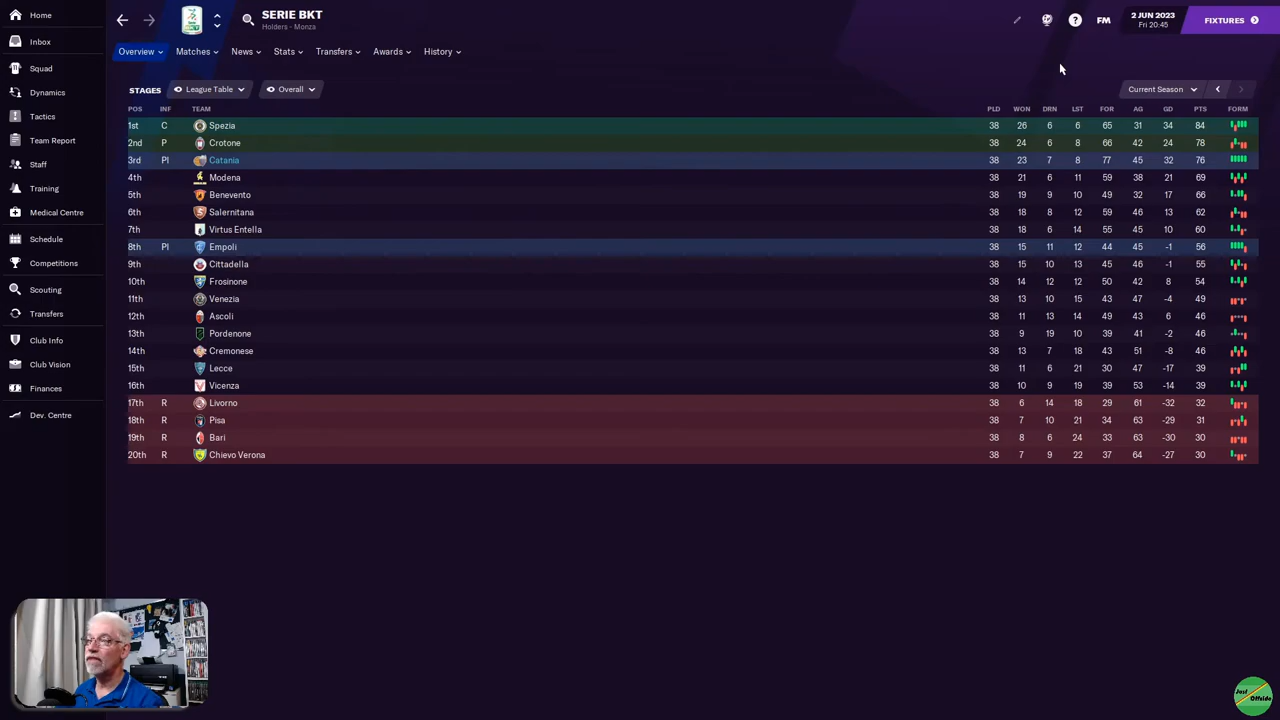 Home
Inbox
Squad
Dynamics
Tactics
Team Report
Staff
Training
Medical Centre
Schedule
Competitions
Scouting
Transfers
Club Info
Club Vision
Finances
Dev. Centre
SERIE BKT
Holders - Monza
? FM 2 JUN 2023 FIXTURES
Fri 20:45
Overview Matches News Stats Transfers Awards History
STAGES League Table Overall Current Season
POS INF TEAM PLD WON DRN LST FOR AG GD PTS FORM
1st C Spezia 38 26 6 6 65 31 34 84
2nd P Crotone 38 24 6 8 66 42 24 78
3rd Pl Catania 38 23 7 8 77 45 32 76
4th Modena 38 21 6 11 59 38 21 69
5th Benevento 38 19 9 10 49 32 17 66
6th Salernitana 38 18 8 12 59 46 13 62
7th Virtus Entella 38 18 6 14 55 45 10 60
8th Pl Empoli 38 15 11 12 44 45 -1 56
9th Cittadella 38 15 10 13 45 46 -1 55
10th Frosinone 38 14 12 12 50 42 8 54
11th Venezia 38 13 10 15 43 47 -4 49
12th Ascoli 38 11 13 14 49 43 6 46
13th Pordenone 38 9 19 10 39 41 -2 46
14th Cremonese 38 13 7 18 43 51 -8 46
15th Lecce 38 11 6 21 30 47 -17 39
16th Vicenza 38 10 9 19 39 53 -14 39
17th R Livorno 38 6 14 18 29 61 -32 32
18th R Pisa 38 7 10 21 34 63 -29 31
19th R Bari 38 8 6 24 33 63 -30 30
20th R Chievo Verona 38 7 9 22 37 64 -27 30
Just
Offside